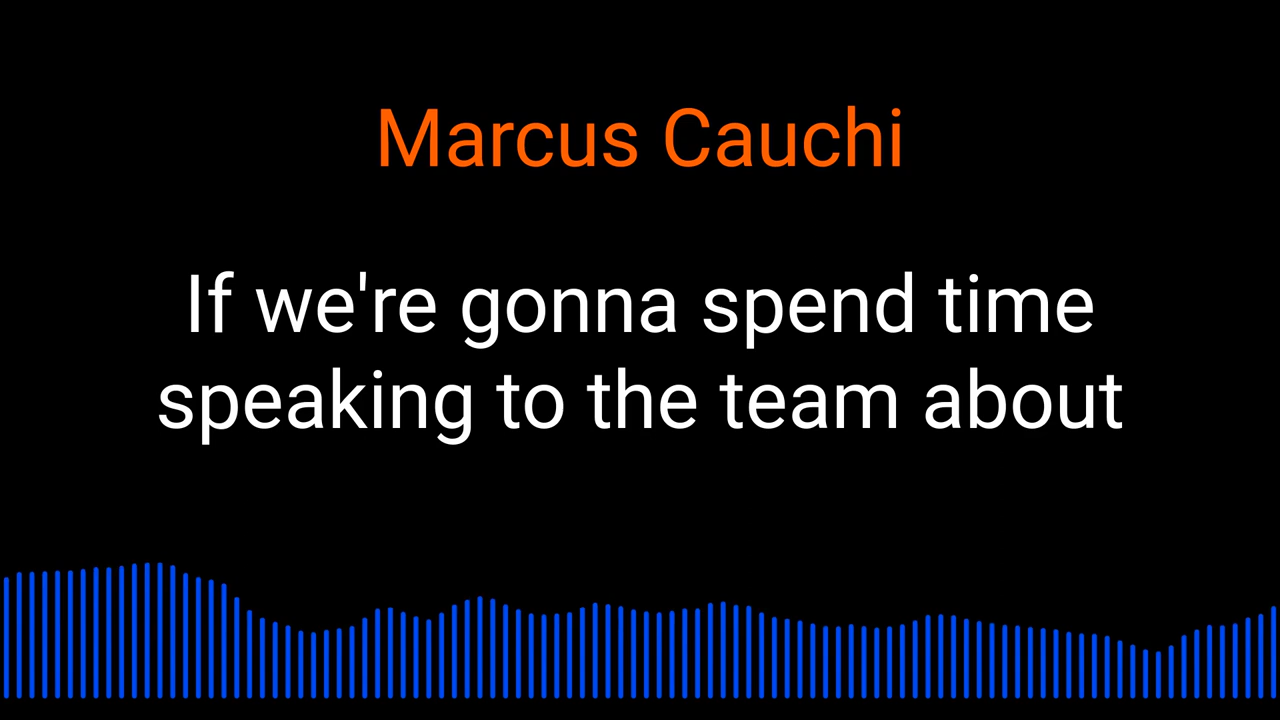 Marcus Cauchi
If we're gonna spend time
speaking to the team about